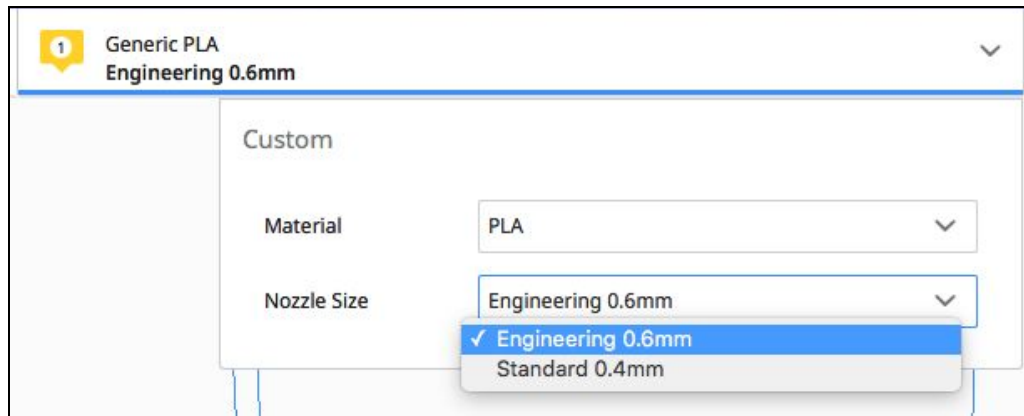 1
Generic PLA
Engineering 0.6mm
Custom
Material PLA
Nozzle Size Engineering 0.6mm
✓ Engineering 0.6mm
Standard 0.4mm